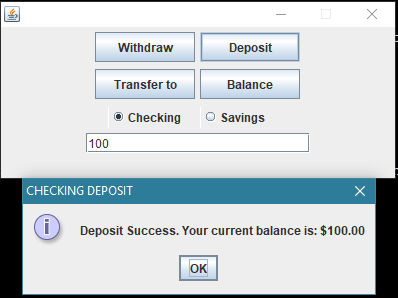 Withdraw Deposit
Transfer to Balance
Checking Savings
100
CHECKING DEPOSIT
Deposit Success. Your current balance is: $100.00
OK